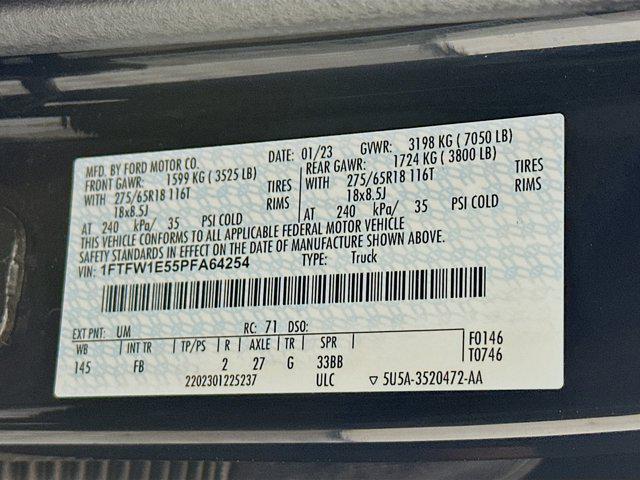 MFD. BY FORD MOTOR CO.
DATE: 01/23 GVWR: 3198 KG ( 7050 LB)
FRONT GAWR: 1599 KG ( 3525 LB) REAR GAWR: 1724 KG ( 3800 LB)
WITH 275/65R18 116T TIRES WITH 275/65R18 116T TIRES
18x8.5J RIMS 18x8.5J RIMS
AT 240 kPa/ 35 PSI COLD AT 240 kPa/ 35 PSI COLD
THIS VEHICLE CONFORMS TO ALL APPLICABLE FEDERAL MOTOR VEHICLE
SAFETY STANDARDS IN EFFECT ON THE DATE OF MANUFACTURE SHOWN ABOVE.
VIN: 1FTFW1E55PFA64254 TYPE: Truck
EXT PNT: UM RC: 71 DSO: F0146
WB INT TR TP/PS R AXLE TR SPR T0746
145 FB 2 27 G 33BB
2202301225237 ULC ▽ 5U5A-3520472-AA